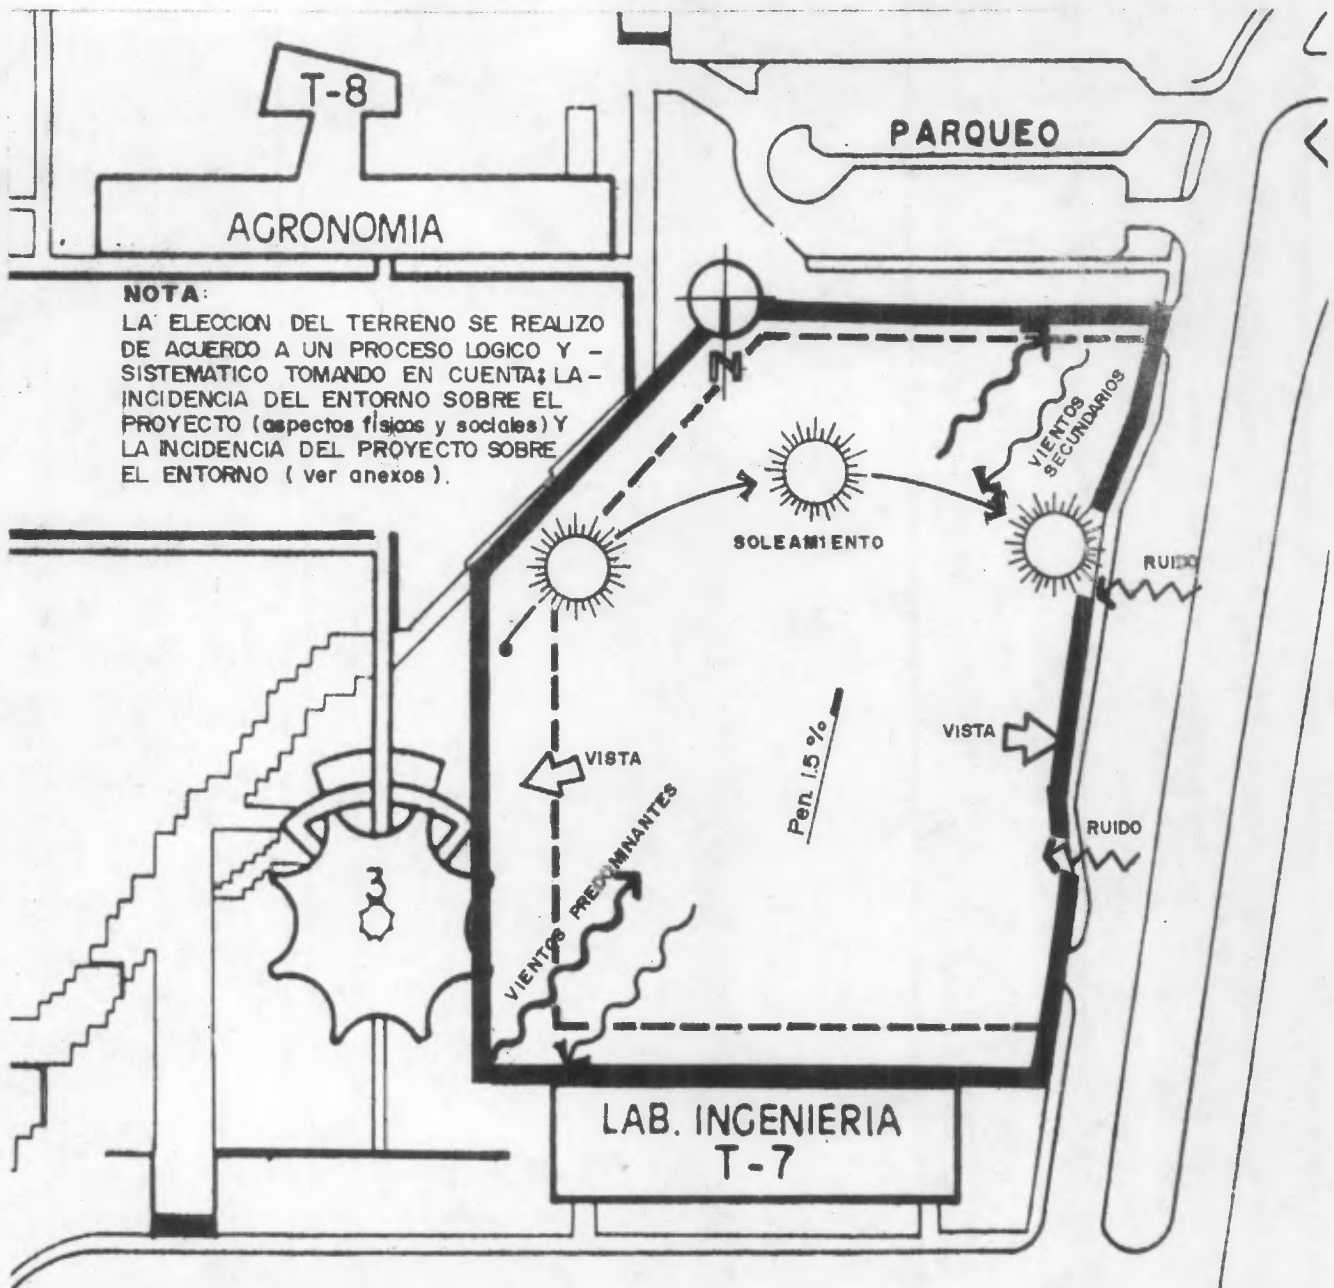 T-8
PARQUEO
AGRONOMIA
NOTA:
LA ELECCION DEL TERRENO SE REALIZO
DE ACUERDO A UN PROCESO LOGICO Y -
SISTEMATICO TOMANDO EN CUENTA: LA -
INCIDENCIA DEL ENTORNO SOBRE EL
PROYECTO (aspectos físicos y sociales) Y
LA INCIDENCIA DEL PROYECTO SOBRE
EL ENTORNO ( ver anexos ).
N
VIENTOS
SECUNDARIOS
SOLEAMIENTO
RUIDO
VISTA
VISTA
Pen. 1.5 %
RUIDO
3
VIENTOS PREDOMINANTES
LAB. INGENIERIA
T-7